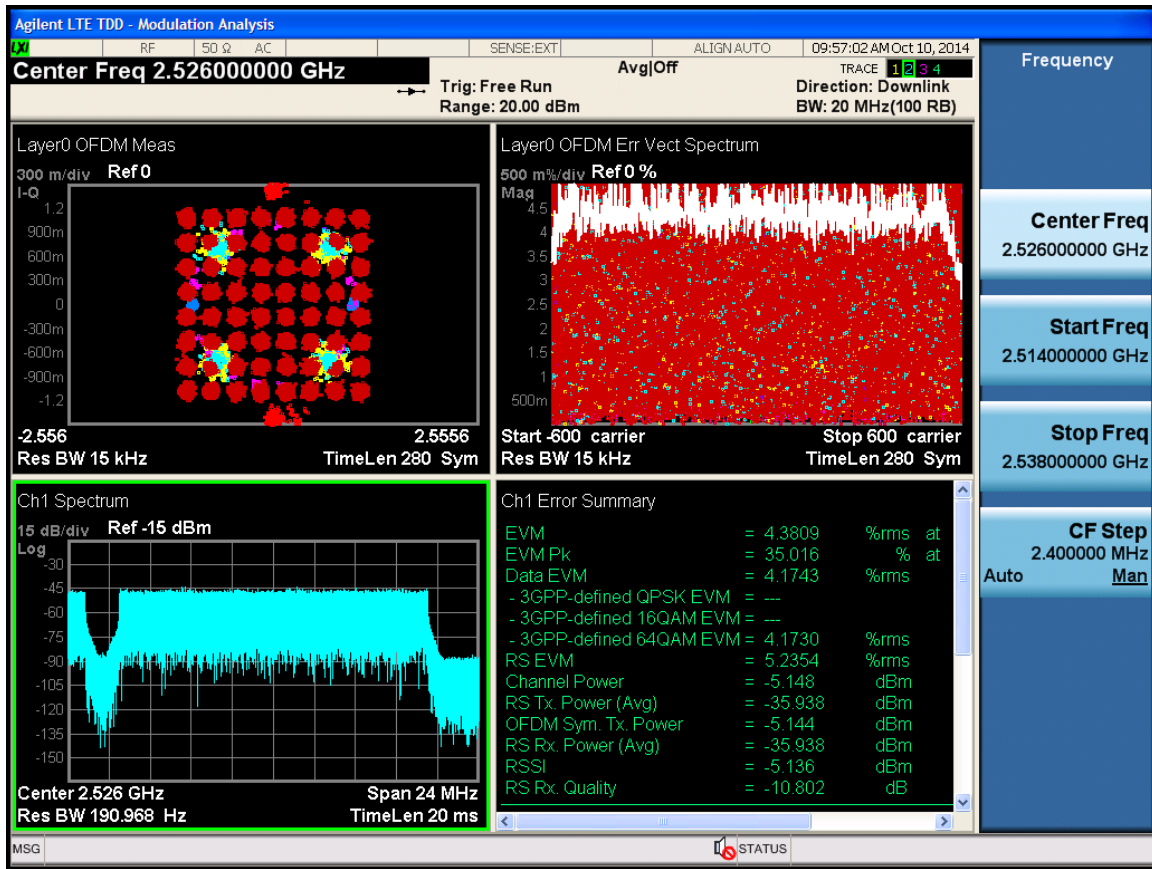 Agilent LTE TDD - Modulation Analysis
LXI RF 50 Ω AC SENSE:EXT ALIGN AUTO 09:57:02 AM Oct 10, 2014
Center Freq 2.526000000 GHz
Avg|Off
TRACE 1 2 3 4
Trig: Free Run
Direction: Downlink
Range: 20.00 dBm
BW: 20 MHz(100 RB)
Layer0 OFDM Meas
300 m/div Ref 0
I-Q
1.2
900m
600m
300m
0
-300m
-600m
-900m
-1.2
-2.556 2.5556
Res BW 15 kHz TimeLen 280 Sym
Layer0 OFDM Err Vect Spectrum
500 m%/div Ref 0 %
Mag
4.5
4
3.5
3
2.5
2
1.5
1
500m
Start -600 carrier Stop 600 carrier
Res BW 15 kHz TimeLen 280 Sym
Ch1 Spectrum
15 dB/div Ref -15 dBm
Log
-30
-45
-60
-75
-90
-105
-120
-135
-150
Center 2.526 GHz Span 24 MHz
Res BW 190.968 Hz TimeLen 20 ms
Ch1 Error Summary
EVM = 4.3809 %rms at
EVM Pk = 35.016 % at
Data EVM = 4.1743 %rms
- 3GPP-defined QPSK EVM = ---
- 3GPP-defined 16QAM EVM = ---
- 3GPP-defined 64QAM EVM = 4.1730 %rms
RS EVM = 5.2354 %rms
Channel Power = -5.148 dBm
RS Tx. Power (Avg) = -35.938 dBm
OFDM Sym. Tx. Power = -5.144 dBm
RS Rx. Power (Avg) = -35.938 dBm
RSSI = -5.136 dBm
RS Rx. Quality = -10.802 dB
Frequency
Center Freq
2.526000000 GHz
Start Freq
2.514000000 GHz
Stop Freq
2.538000000 GHz
CF Step
2.400000 MHz
Auto Man
MSG STATUS